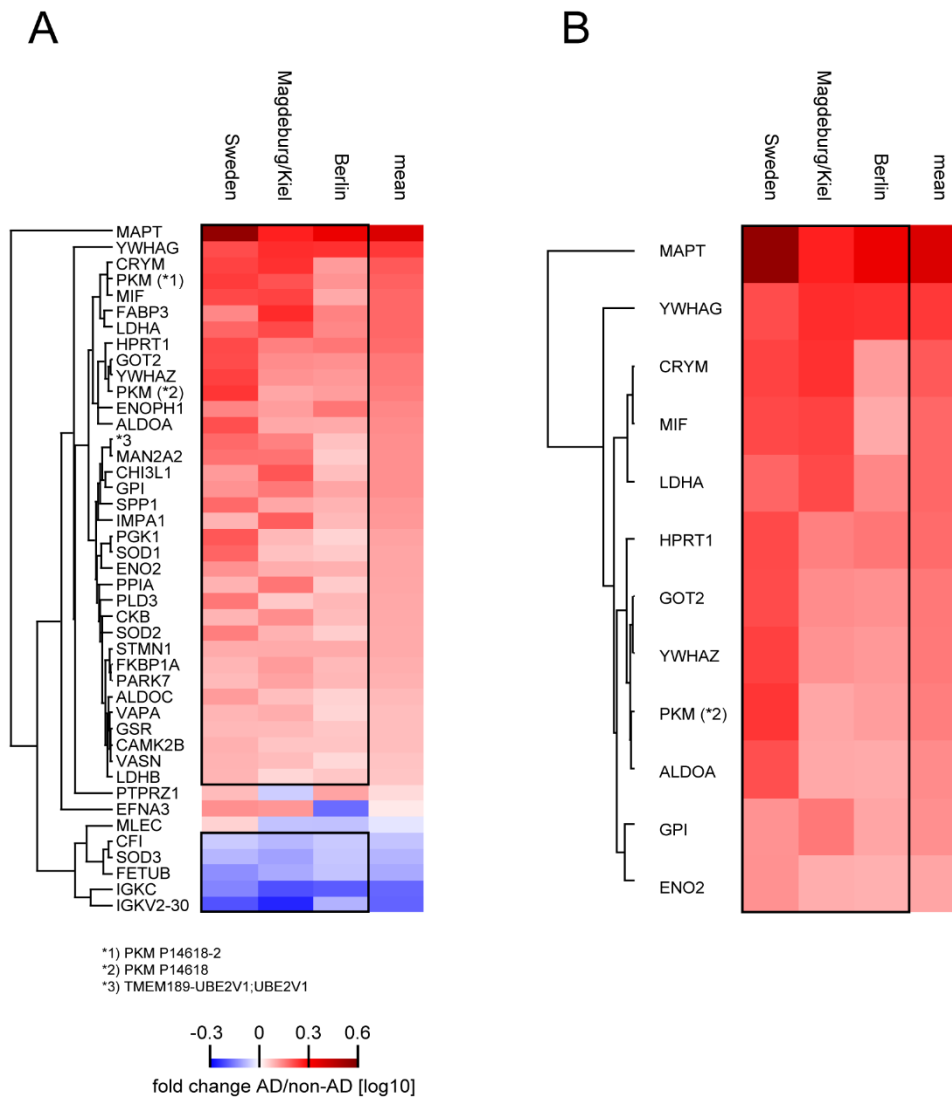 A
B
Sweden
Magdeburg/Kiel
Berlin
mean
Sweden
Magdeburg/Kiel
Berlin
mean
MAPT
YWHAG
CRYM
PKM (*1)
MIF
FABP3
LDHA
HPRT1
GOT2
YWHAZ
PKM (*2)
ENOPH1
ALDOA
*3
MAN2A2
CHI3L1
GPI
SPP1
IMPA1
PGK1
SOD1
ENO2
PPIA
PLD3
CKB
SOD2
STMN1
FKBP1A
PARK7
ALDOC
VAPA
GSR
CAMK2B
VASN
LDHB
PTPRZ1
EFNA3
MLEC
CFI
SOD3
FETUB
IGKC
IGKV2-30
MAPT
YWHAG
CRYM
MIF
LDHA
HPRT1
GOT2
YWHAZ
PKM (*2)
ALDOA
GPI
ENO2
*1) PKM P14618-2
*2) PKM P14618
*3) TMEM189-UBE2V1;UBE2V1
-0.3 0 0.3 0.6
fold change AD/non-AD [log10]